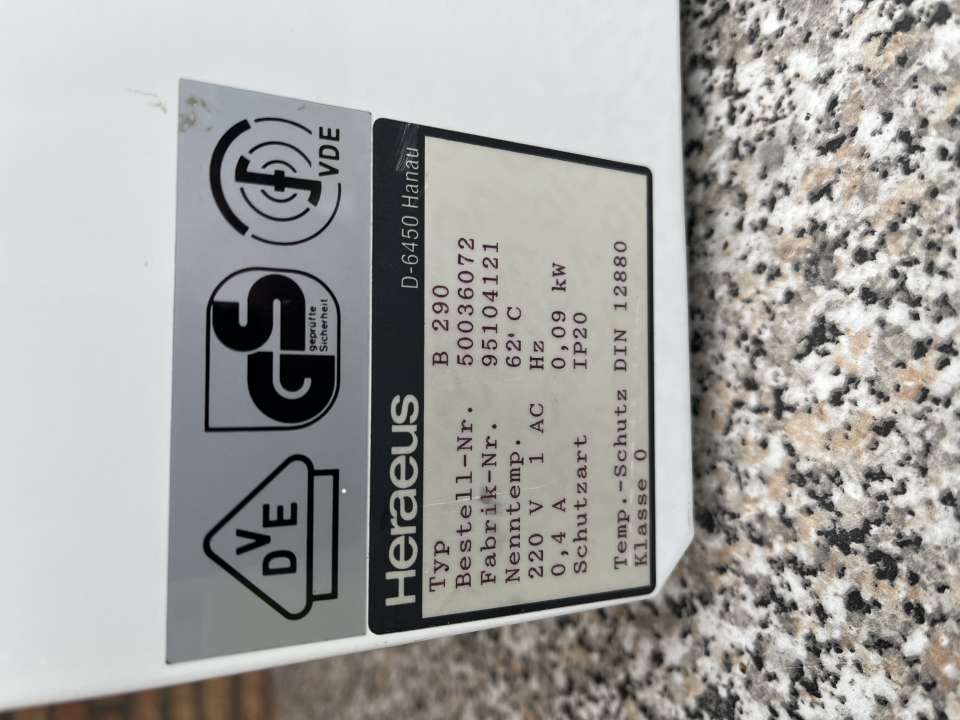 VDE
GS
geprüfte
Sicherheit
VDE
Heraeus D-6450 Hanau
Typ B 290
Bestell-Nr. 50036072
Fabrik-Nr. 95104121
Nenntemp. 62°C
220 V 1 AC Hz
0,4 A 0,09 kW
Schutzart IP20
Temp.-Schutz DIN 12880
Klasse 0